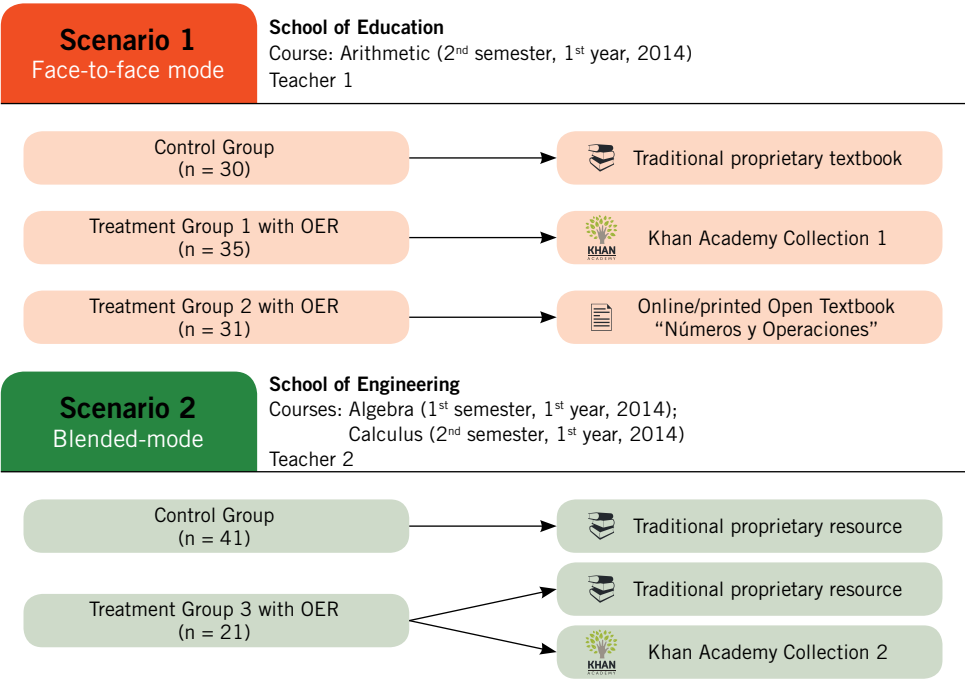 Scenario 1
Face-to-face mode
School of Education
Course: Arithmetic (2nd semester, 1st year, 2014)
Teacher 1
Control Group
(n = 30)
Traditional proprietary textbook
Treatment Group 1 with OER
(n = 35)
KHAN
ACADEMY
Khan Academy Collection 1
Treatment Group 2 with OER
(n = 31)
Online/printed Open Textbook
“Números y Operaciones”
Scenario 2
Blended-mode
School of Engineering
Courses: Algebra (1st semester, 1st year, 2014);
Calculus (2nd semester, 1st year, 2014)
Teacher 2
Control Group
(n = 41)
Traditional proprietary resource
Treatment Group 3 with OER
(n = 21)
Traditional proprietary resource
KHAN
ACADEMY
Khan Academy Collection 2